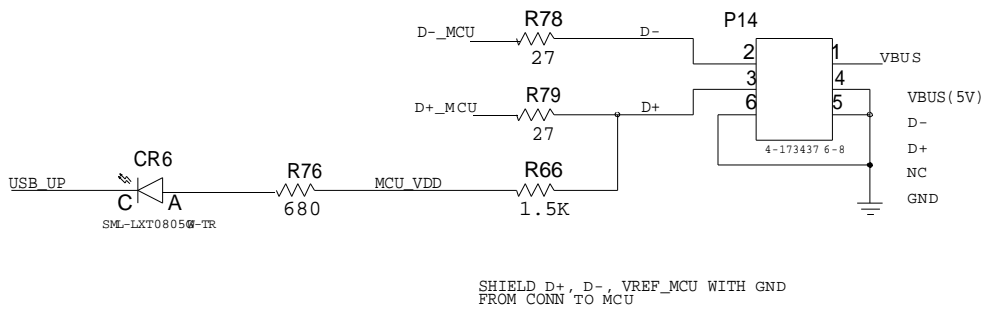 R78
P14
D-_MCU
D-
27
2
1
VBUS
3
4
R79
6
5
D+_MCU
D+
27
VBUS(5V)
D-
D+
NC
GND
4-173437 6-8
CR6
R76
R66
USB_UP
MCU_VDD
C
A
680
1.5K
SHIELD D+, D-, VREF_MCU WITH GND
FROM CONN TO MCU